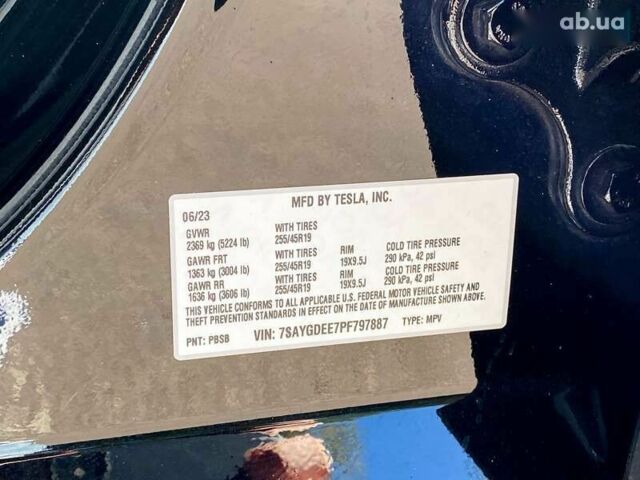 ab.ua
MFD BY TESLA, INC.
06/23
GVWR WITH TIRES
2369 kg (5224 lb) 255/45R19
GAWR FRT WITH TIRES RIM COLD TIRE PRESSURE
1363 kg (3004 lb) 255/45R19 19X9.5J 290 kPa, 42 psi
GAWR RR WITH TIRES RIM COLD TIRE PRESSURE
1636 kg (3606 lb) 255/45R19 19X9.5J 290 kPa, 42 psi
THIS VEHICLE CONFORMS TO ALL APPLICABLE U.S. FEDERAL MOTOR VEHICLE SAFETY AND
THEFT PREVENTION STANDARDS IN EFFECT ON THE DATE OF MANUFACTURE SHOWN ABOVE.
PNT: PBSB VIN: 7SAYGDEE7PF797887 TYPE: MPV